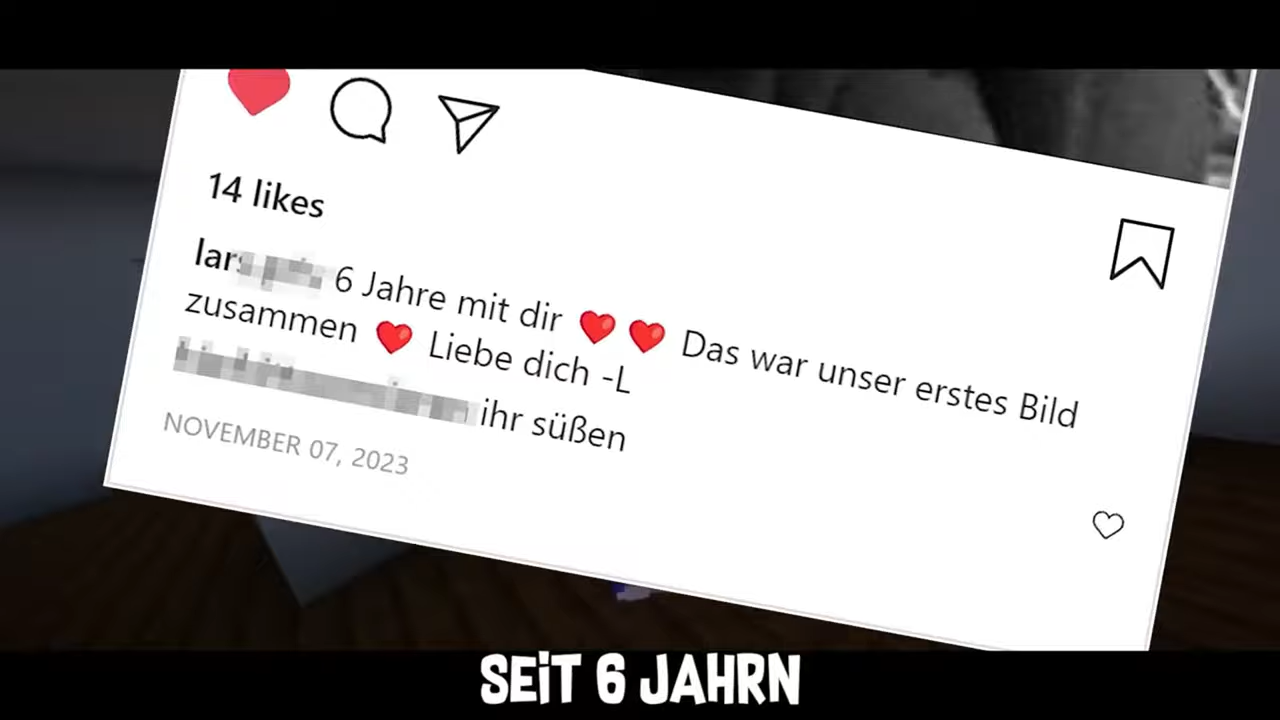 14 likes
6 Jahre mit dir ❤️❤️ Das war unser erstes Bild
zusammen ❤️ Liebe dich -L
ihr süßen
NOVEMBER 07, 2023
SEiT 6 JAHRN